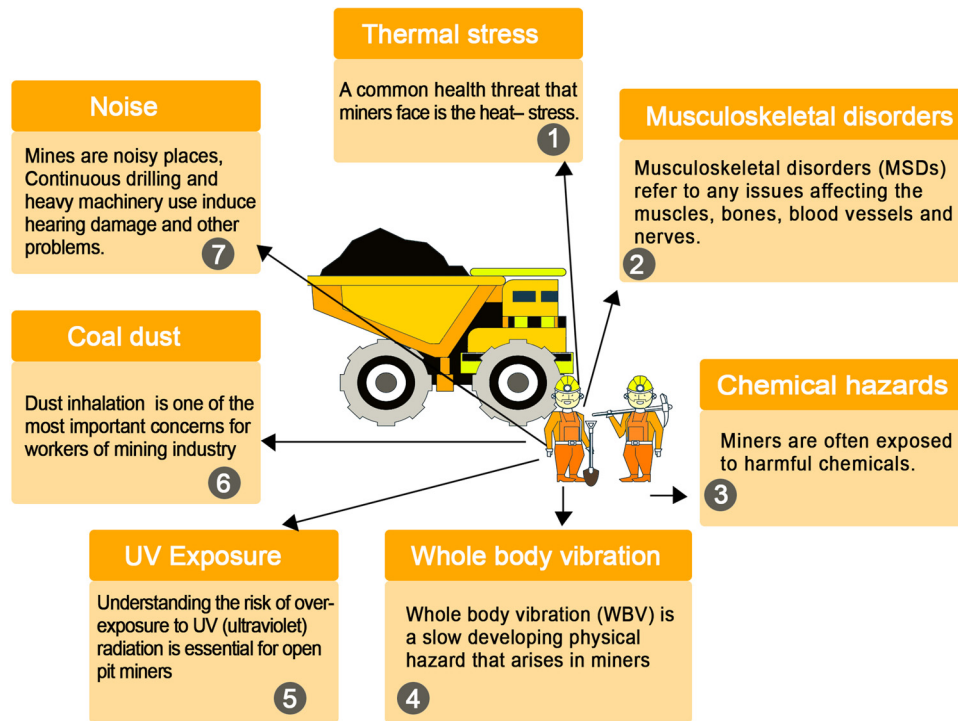 Thermal stress
A common health threat that
miners face is the heat– stress.
1
Musculoskeletal disorders
Musculoskeletal disorders (MSDs)
refer to any issues affecting the
muscles, bones, blood vessels and
nerves.
2
Chemical hazards
Miners are often exposed
to harmful chemicals.
3
Whole body vibration
Whole body vibration (WBV) is
a slow developing physical
hazard that arises in miners
4
UV Exposure
Understanding the risk of over-
exposure to UV (ultraviolet)
radiation is essential for open
pit miners
5
Coal dust
Dust inhalation is one of the
most important concerns for
workers of mining industry
6
Noise
Mines are noisy places,
Continuous drilling and
heavy machinery use induce
hearing damage and other
problems.
7